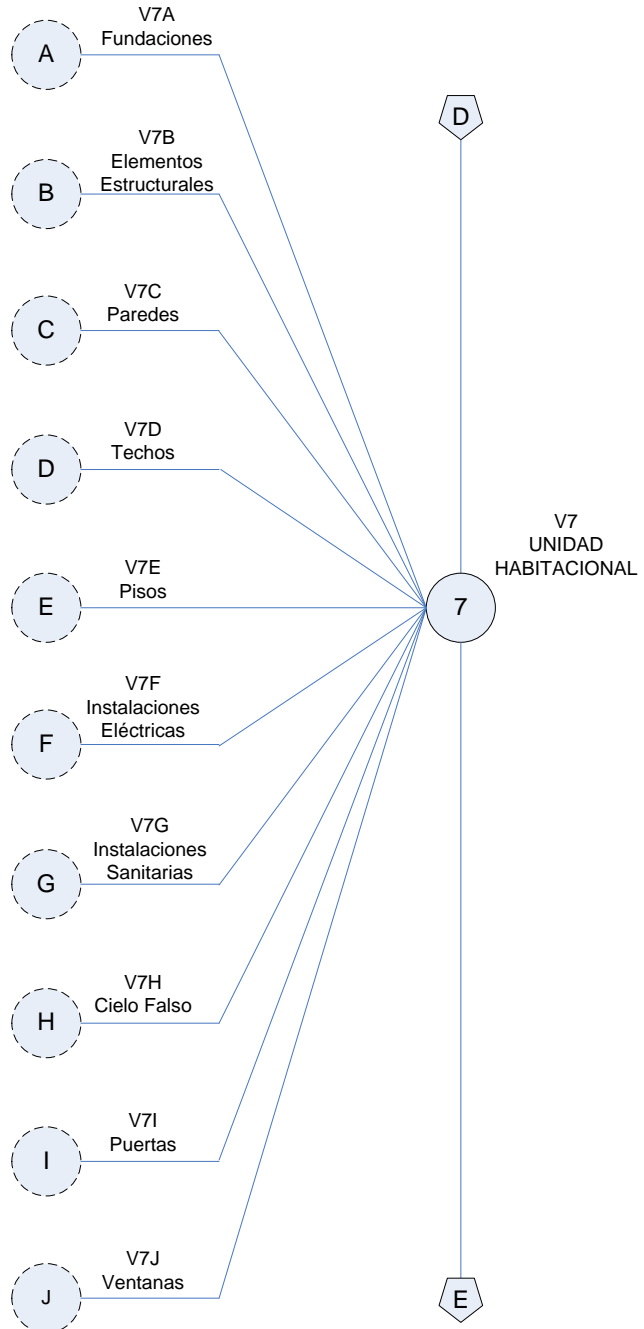 V7A
Fundaciones
A
D
V7B
Elementos
Estructurales
B
V7C
Paredes
C
V7D
Techos
D
V7
UNIDAD
HABITACIONAL
V7E
Pisos
E
7
V7F
Instalaciones
Eléctricas
F
V7G
Instalaciones
Sanitarias
G
V7H
Cielo Falso
H
V7I
Puertas
I
V7J
Ventanas
J
E